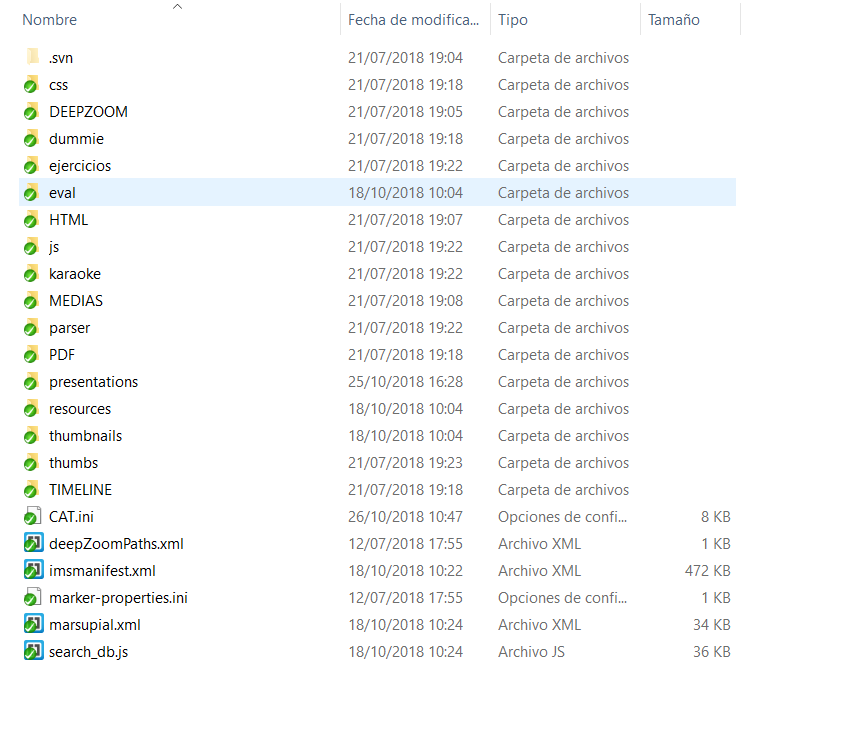 Nombre Fecha de modifica... Tipo Tamaño
.svn 21/07/2018 19:04 Carpeta de archivos
css 21/07/2018 19:18 Carpeta de archivos
DEEPZOOM 21/07/2018 19:05 Carpeta de archivos
dummie 21/07/2018 19:18 Carpeta de archivos
ejercicios 21/07/2018 19:22 Carpeta de archivos
eval 18/10/2018 10:04 Carpeta de archivos
HTML 21/07/2018 19:07 Carpeta de archivos
js 21/07/2018 19:22 Carpeta de archivos
karaoke 21/07/2018 19:22 Carpeta de archivos
MEDIAS 21/07/2018 19:08 Carpeta de archivos
parser 21/07/2018 19:22 Carpeta de archivos
PDF 21/07/2018 19:18 Carpeta de archivos
presentations 25/10/2018 16:28 Carpeta de archivos
resources 18/10/2018 10:04 Carpeta de archivos
thumbnails 18/10/2018 10:04 Carpeta de archivos
thumbs 21/07/2018 19:23 Carpeta de archivos
TIMELINE 21/07/2018 19:18 Carpeta de archivos
CAT.ini 26/10/2018 10:47 Opciones de confi... 8 KB
deepZoomPaths.xml 12/07/2018 17:55 Archivo XML 1 KB
imsmanifest.xml 18/10/2018 10:22 Archivo XML 472 KB
marker-properties.ini 12/07/2018 17:55 Opciones de confi... 1 KB
marsupial.xml 18/10/2018 10:24 Archivo XML 34 KB
search_db.js 18/10/2018 10:24 Archivo JS 36 KB